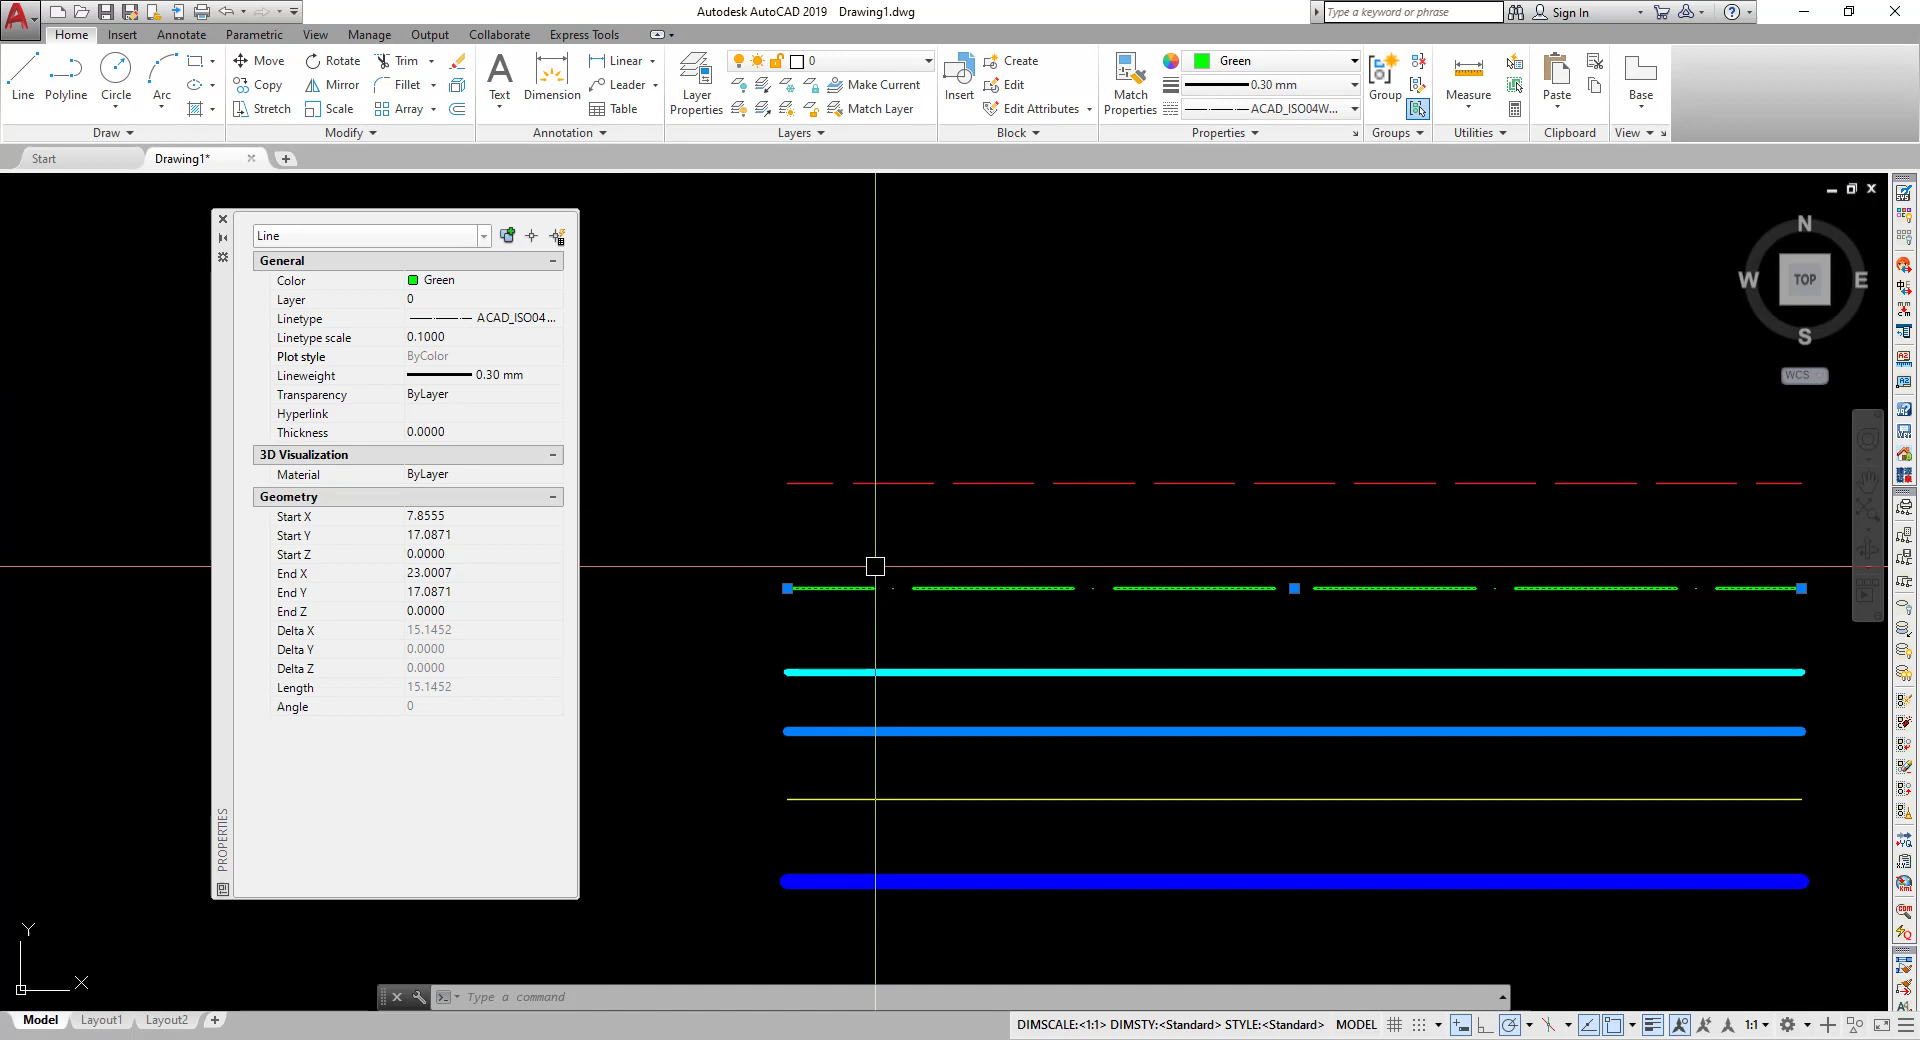 Autodesk AutoCAD 2019 Drawing1.dwg
Type a keyword or phrase
Sign In
Home Insert Annotate Parametric View Manage Output Collaborate Express Tools
Line Polyline Circle Arc
Move Rotate Trim
Copy Mirror Fillet
Stretch Scale Array
Text Dimension
Linear
Leader
Table
Layer Properties
0
Make Current
Match Layer
Insert
Create
Edit
Edit Attributes
Match Properties
Green
0.30 mm
ACAD_ISO04W...
Group
Measure
Paste
Base
Draw Modify Annotation Layers Block Properties Groups Utilities Clipboard View
Start Drawing1*
Line
General
Color Green
Layer 0
Linetype ACAD_ISO04...
Linetype scale 0.1000
Plot style ByColor
Lineweight 0.30 mm
Transparency ByLayer
Hyperlink
Thickness 0.0000
3D Visualization
Material ByLayer
Geometry
Start X 7.8555
Start Y 17.0871
Start Z 0.0000
End X 23.0007
End Y 17.0871
End Z 0.0000
Delta X 15.1452
Delta Y 0.0000
Delta Z 0.0000
Length 15.1452
Angle 0
PROPERTIES
N
W TOP E
S
WCS
Y
X
Type a command
Model Layout1 Layout2
DIMSCALE:<1:1> DIMSTY:<Standard> STYLE:<Standard> MODEL 1:1